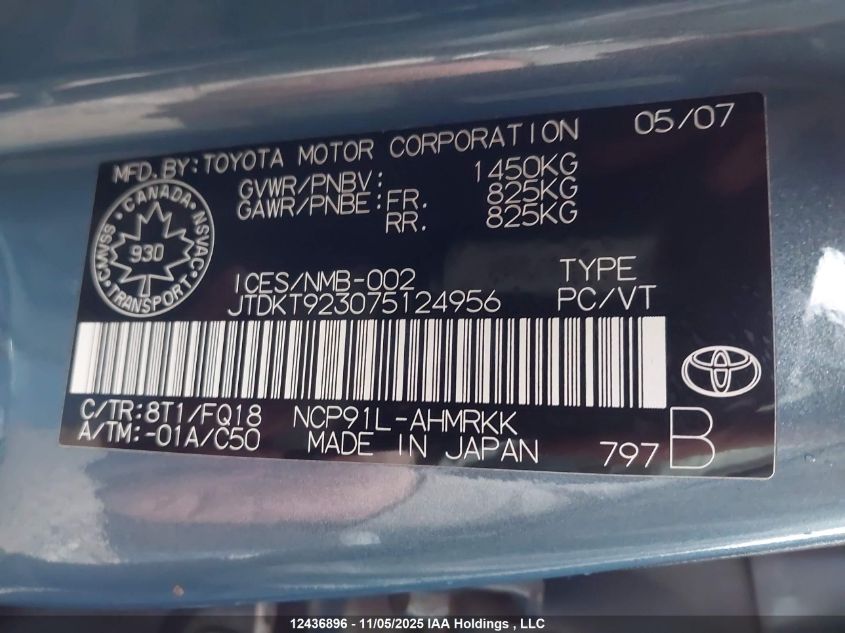 MFD.BY:TOYOTA MOTOR CORPORATION 05/07
GVWR/PNBV: 1450KG
GAWR/PNBE:FR. 825KG
RR. 825KG
CANADA
NSVAC-
TRANSPORT
-CMVSS
930
ICES/NMB-002 TYPE
JTDKT923075124956 PC/VT
C/TR:8T1/FQ18 NCP91L-AHMRKK
A/TM:-01A/C50 MADE IN JAPAN 797 B
12436896 - 11/05/2025 IAA Holdings , LLC